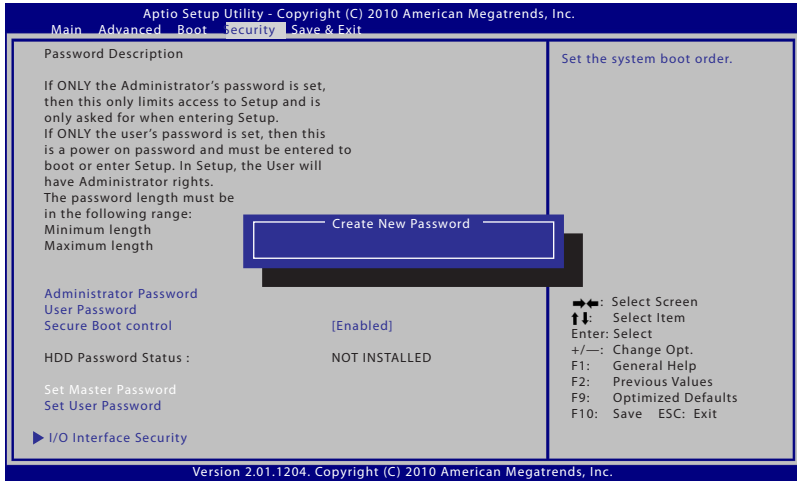 Aptio Setup Utility - Copyright (C) 2010 American Megatrends, Inc.
Main Advanced Boot Security Save & Exit
Password Description
If ONLY the Administrator's password is set,
then this only limits access to Setup and is
only asked for when entering Setup.
If ONLY the user's password is set, then this
is a power on password and must be entered to
boot or enter Setup. In Setup, the User will
have Administrator rights.
The password length must be
in the following range:
Minimum length
Maximum length
Create New Password
Administrator Password
User Password
Secure Boot control [Enabled]
HDD Password Status : NOT INSTALLED
Set Master Password
Set User Password
I/O Interface Security
Set the system boot order.
→←: Select Screen
↑↓: Select Item
Enter: Select
+/—: Change Opt.
F1: General Help
F2: Previous Values
F9: Optimized Defaults
F10: Save ESC: Exit
Version 2.01.1204. Copyright (C) 2010 American Megatrends, Inc.